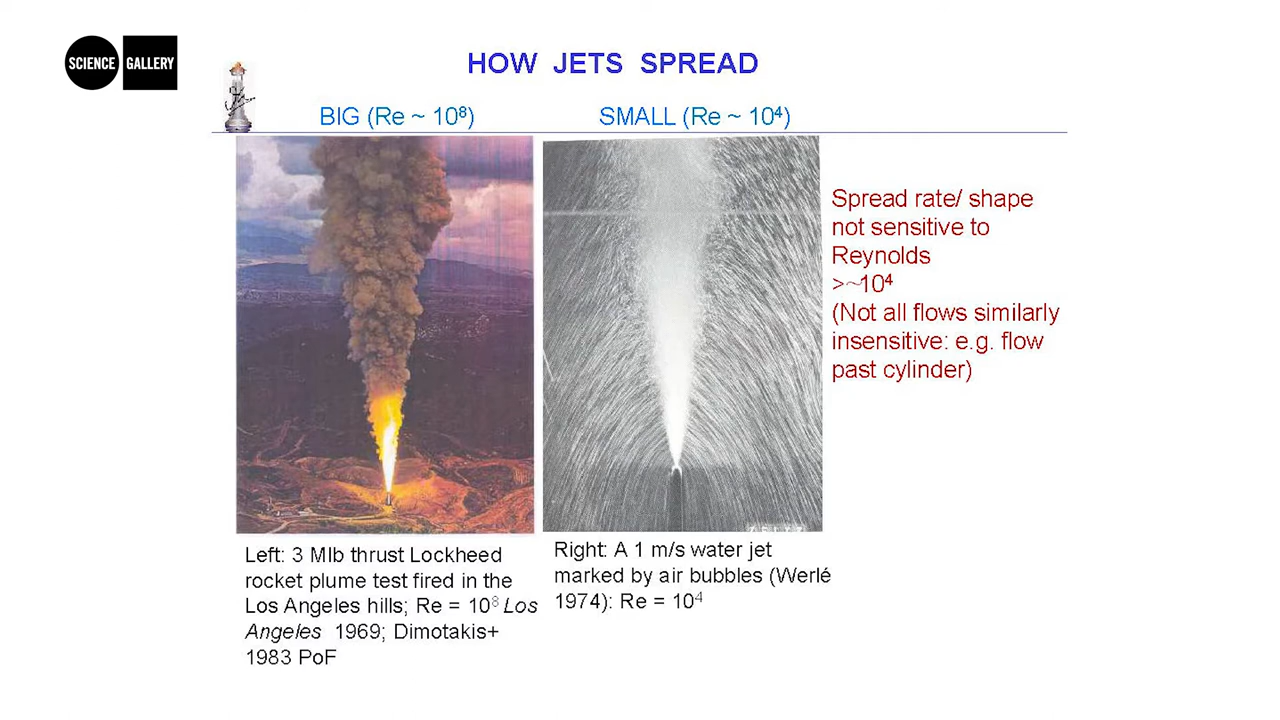 SCIENCE GALLERY
HOW JETS SPREAD
BIG (Re ~ 10⁸)
SMALL (Re ~ 10⁴)
Spread rate/ shape
not sensitive to
Reynolds
>~10⁴
(Not all flows similarly
insensitive: e.g. flow
past cylinder)
Left: 3 Mlb thrust Lockheed
rocket plume test fired in the
Los Angeles hills; Re = 10⁸ Los
Angeles 1969; Dimotakis+
1983 PoF
Right: A 1 m/s water jet
marked by air bubbles (Werlé
1974): Re = 10⁴